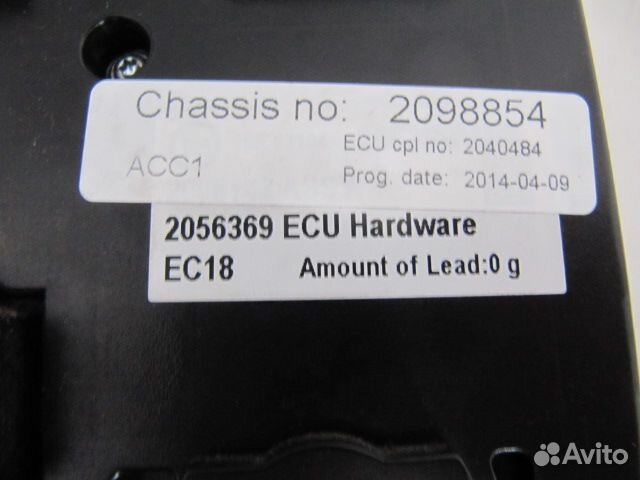 Chassis no: 2098854
ECU cpl no: 2040484
ACC1
Prog. date: 2014-04-09
2056369 ECU Hardware
EC18 Amount of Lead:0 g
Avito